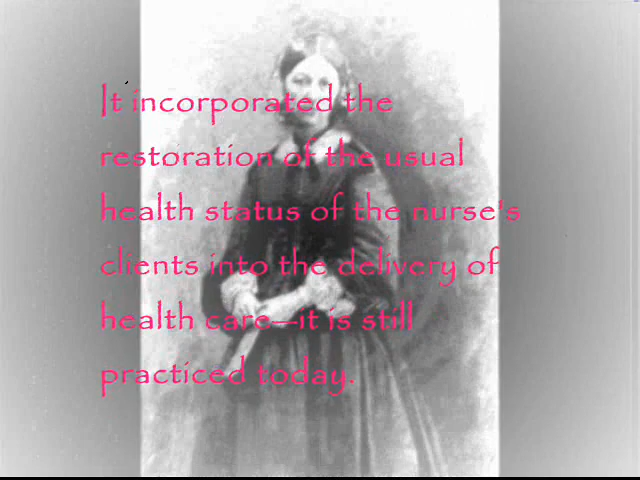 It incorporated the
restoration of the usual
health status of the nurse's
clients into the delivery of
health care—it is still
practiced today.